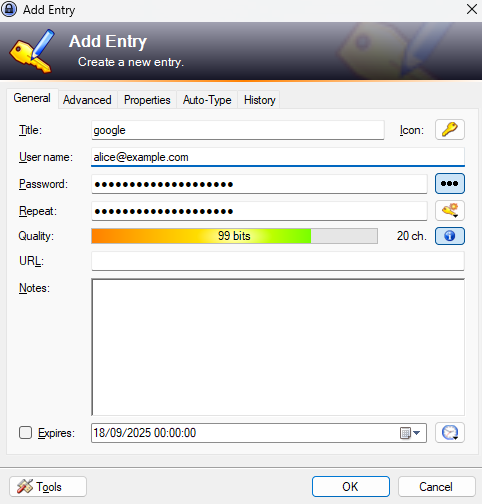 Add Entry
Add Entry
Create a new entry.
General Advanced Properties Auto-Type History
Title: google Icon:
User name: alice@example.com
Password: ●●●●●●●●●●●●●●●●●●●●
Repeat: ●●●●●●●●●●●●●●●●●●●●
Quality: 99 bits 20 ch.
URL:
Notes:
Expires: 18/09/2025 00:00:00
Tools OK Cancel